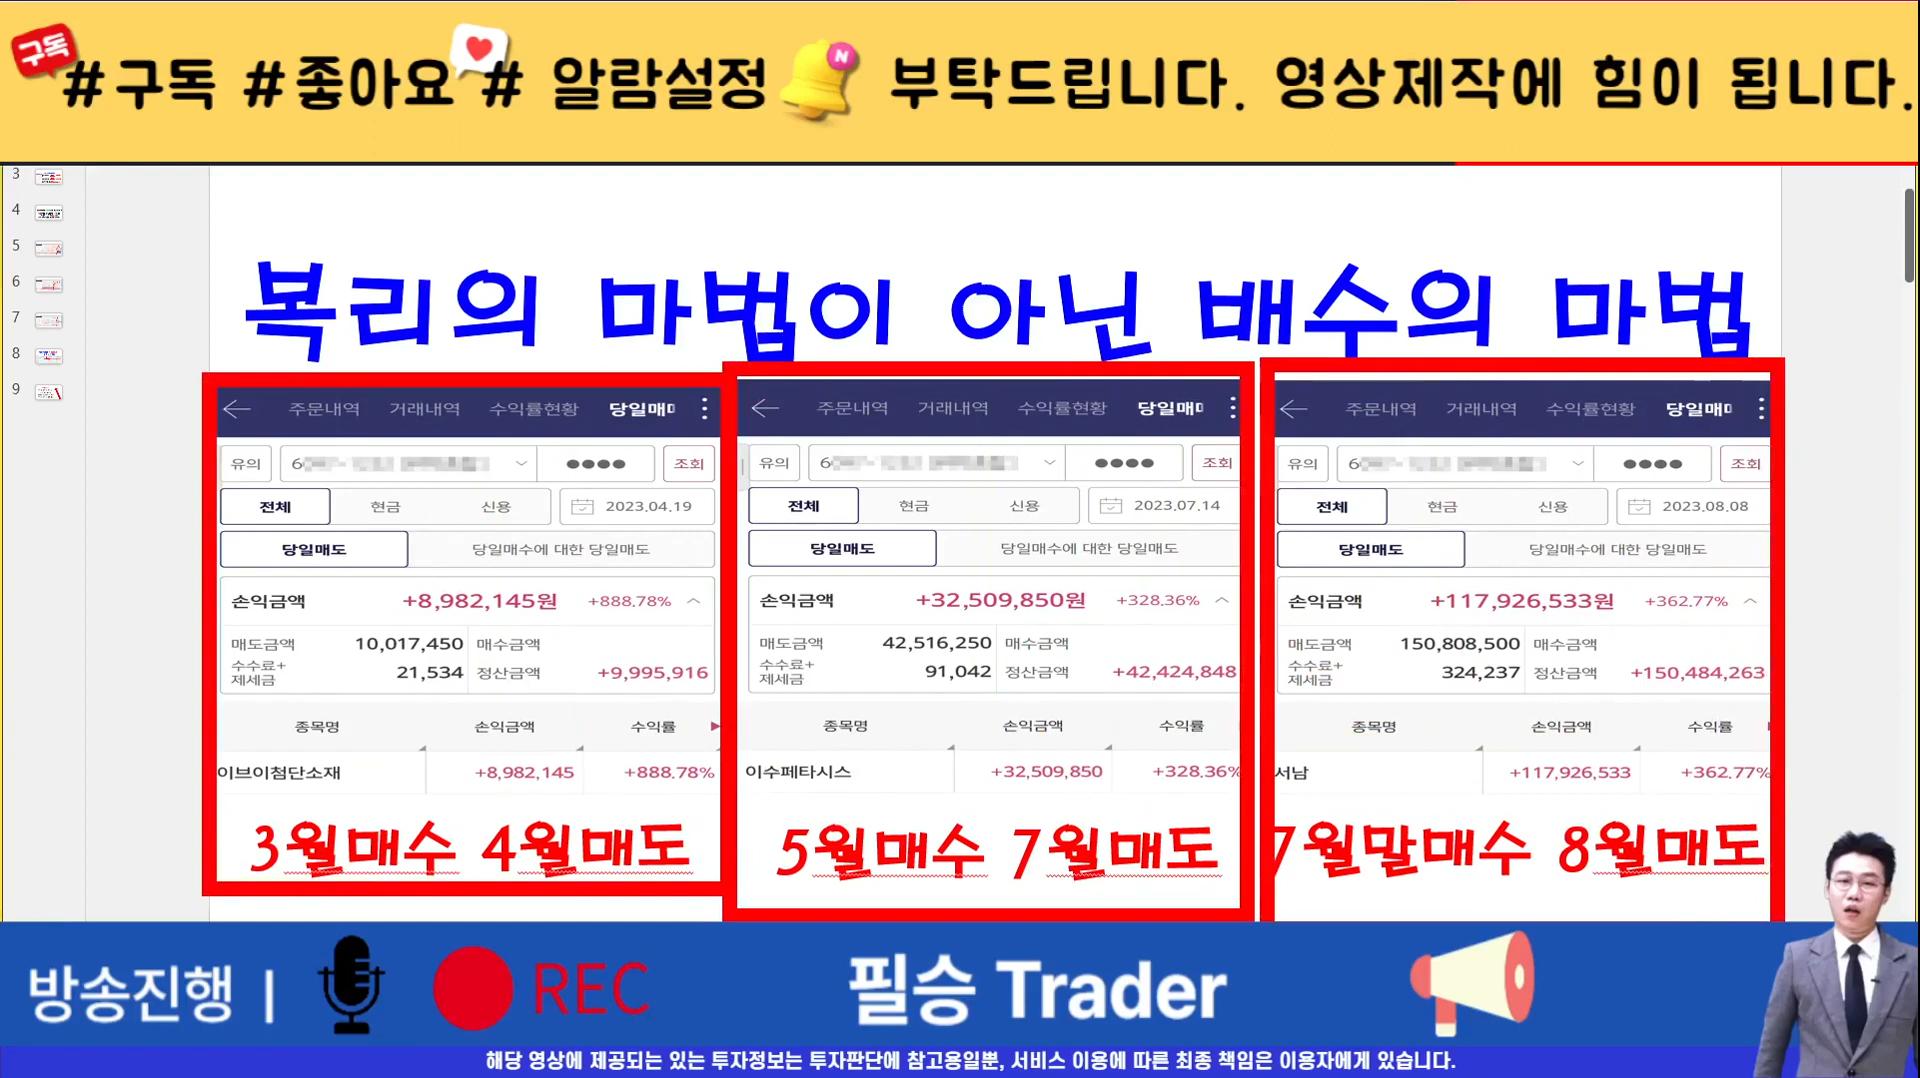 구독
#구독 #좋아요 # 알람설정 N 부탁드립니다. 영상제작에 힘이 됩니다.
3
4
5
6
7
8
9
복리의 마법이 아닌 배수의 마법
주문내역 거래내역 수익률현황 당일매
유의 6 ●●●● 조회
전체 현금 신용 2023.04.19
당일매도 당일매수에 대한 당일매도
손익금액 +8,982,145원 +888.78%
매도금액 10,017,450 매수금액
수수료+
제세금 21,534 정산금액 +9,995,916
종목명 손익금액 수익률
이브이첨단소재 +8,982,145 +888.78%
3월매수 4월매도
주문내역 거래내역 수익률현황 당일매
유의 6 ●●●● 조회
전체 현금 신용 2023.07.14
당일매도 당일매수에 대한 당일매도
손익금액 +32,509,850원 +328.36%
매도금액 42,516,250 매수금액
수수료+
제세금 91,042 정산금액 +42,424,848
종목명 손익금액 수익률
이수페타시스 +32,509,850 +328.36%
5월매수 7월매도
주문내역 거래내역 수익률현황 당일매
유의 6 ●●●● 조회
전체 현금 신용 2023.08.08
당일매도 당일매수에 대한 당일매도
손익금액 +117,926,533원 +362.77%
매도금액 150,808,500 매수금액
수수료+
제세금 324,237 정산금액 +150,484,263
종목명 손익금액 수익률
서남 +117,926,533 +362.77%
7월말매수 8월매도
방송진행 | REC 필승 Trader
해당 영상에 제공되는 있는 투자정보는 투자판단에 참고용일뿐, 서비스 이용에 따른 최종 책임은 이용자에게 있습니다.